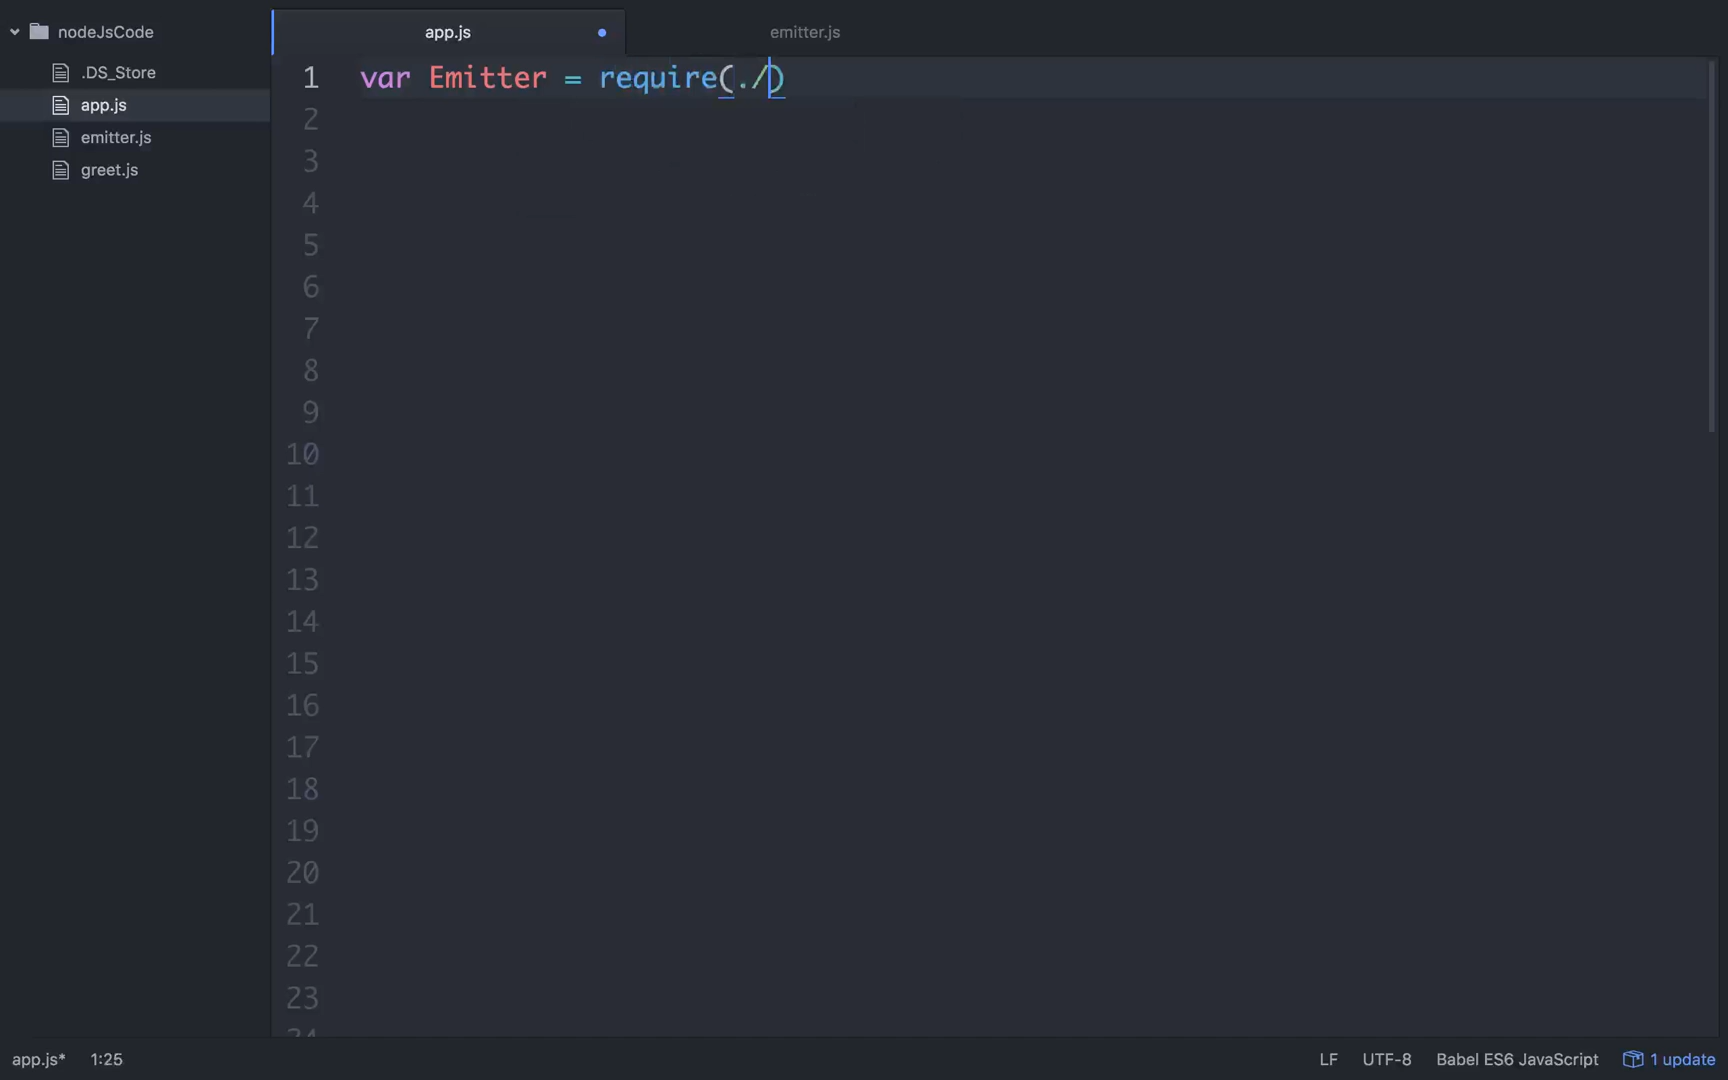 nodeJsCode
.DS_Store
app.js
emitter.js
greet.js
app.js
emitter.js
1 var Emitter = require(./)
2
3
4
5
6
7
8
9
10
11
12
13
14
15
16
17
18
19
20
21
22
23
app.js* 1:25 LF UTF-8 Babel ES6 JavaScript 1 update